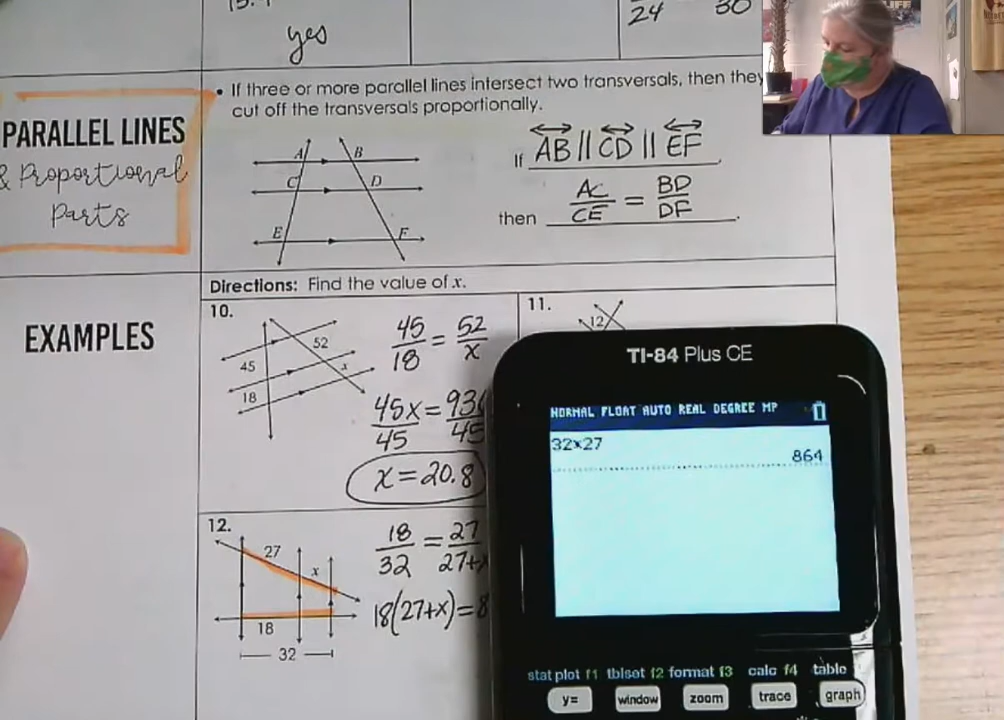 yes
24 30
• If three or more parallel lines intersect two transversals, then they
cut off the transversals proportionally.
PARALLEL LINES
& Proportional
Parts
A B
C D
E F
If AB || CD || EF
then AC/CE = BD/DF.
Directions: Find the value of x.
EXAMPLES
10.
52
45
x
18
45/18 = 52/x
45x/45 = 936/45
x = 20.8
11.
12
12.
27
x
18
32
18/32 = 27/27+x
18(27+x) = 8
TI-84 Plus CE
NORMAL FLOAT AUTO REAL DEGREE MP
32x27
864
stat plot f1 tblset f2 format f3 calc f4 table
y= window zoom trace graph